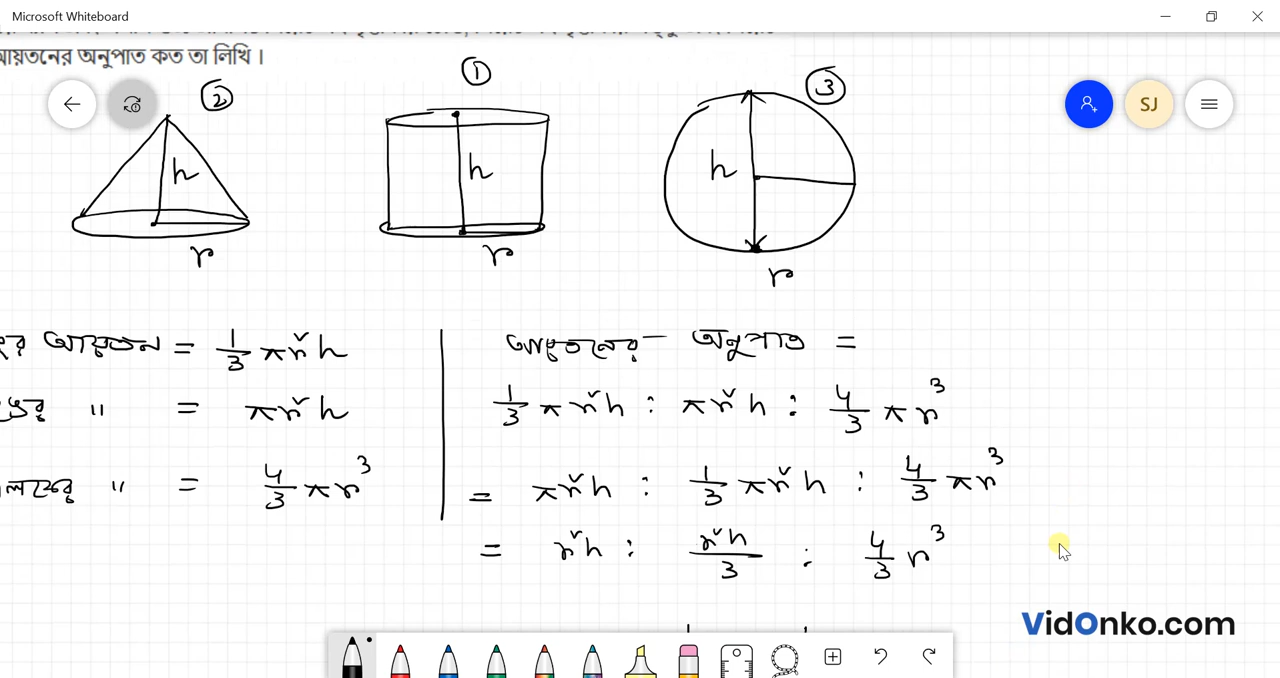 Microsoft Whiteboard
আয়তনের অনুপাত কত তা লিখি ।
② ① ③
SJ
h h h
r r r
আয়তন = 1/3 πr²h
" = πr²h
" = 4/3 πr³
আয়তনের অনুপাত =
1/3 πr²h : πr²h : 4/3 πr³
= πr²h : 1/3 πr²h : 4/3 πr³
= r²h : r²h/3 : 4/3 r³
VidOnko.com